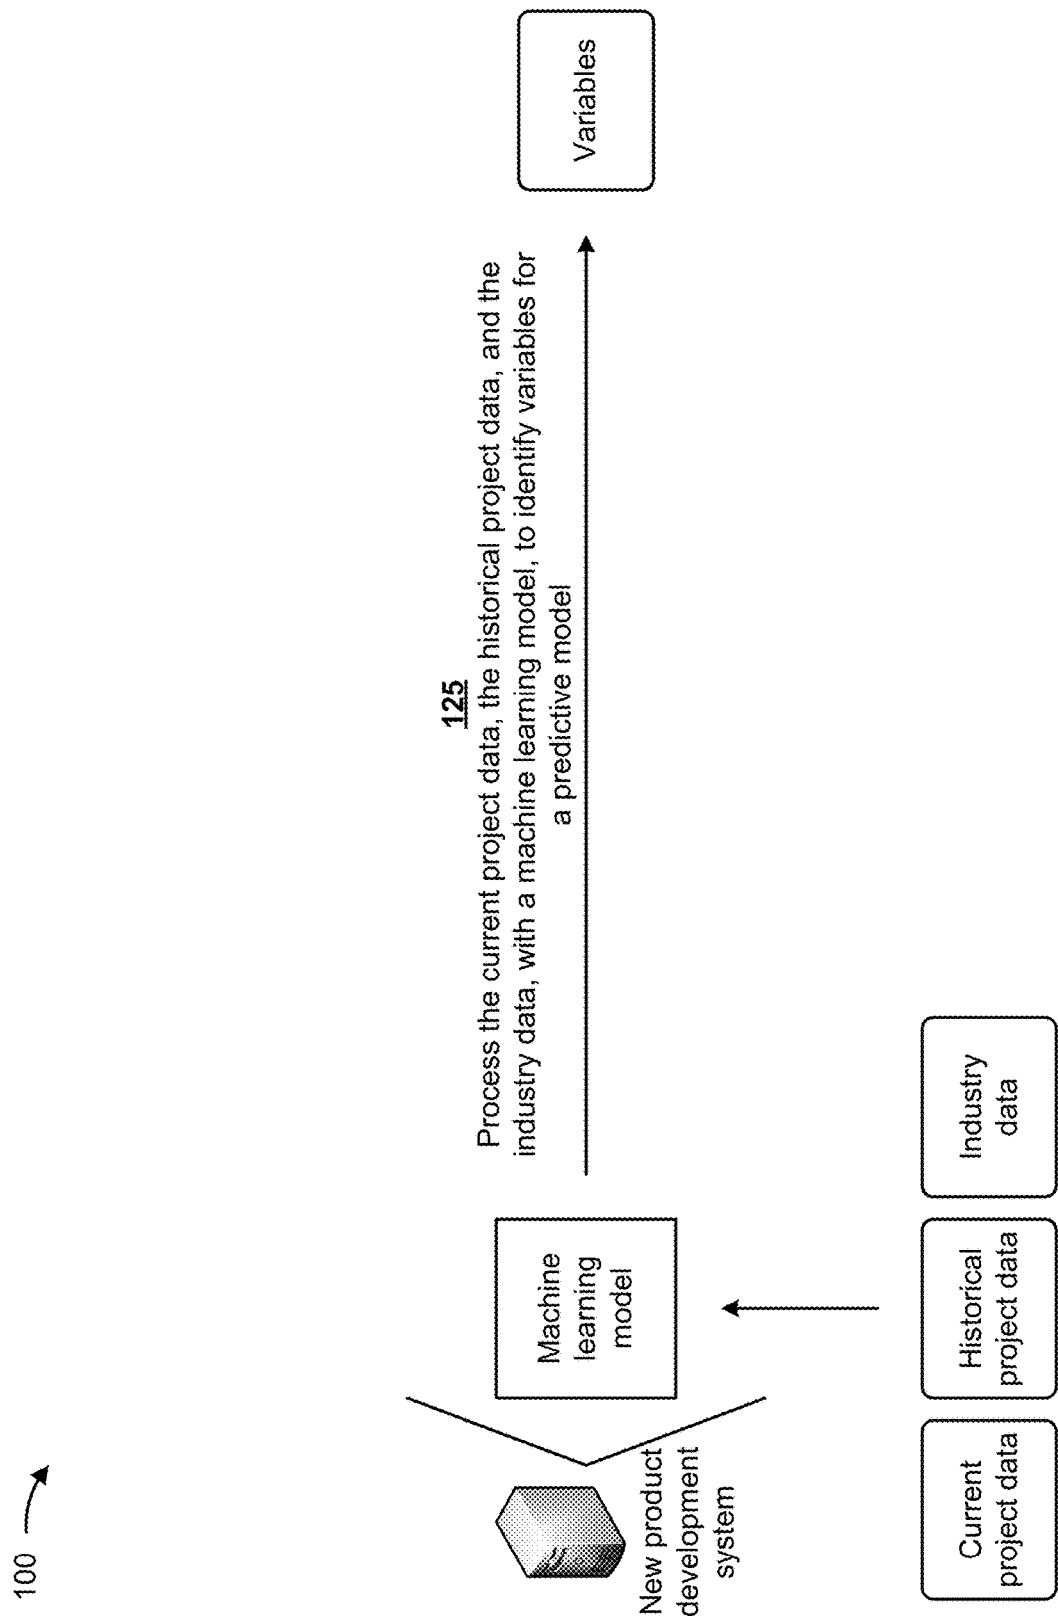 100
125
Process the current project data, the historical project data, and the
industry data, with a machine learning model, to identify variables for
a predictive model
New product
development
system
Machine
learning
model
Variables
Current
project data
Historical
project data
Industry
data